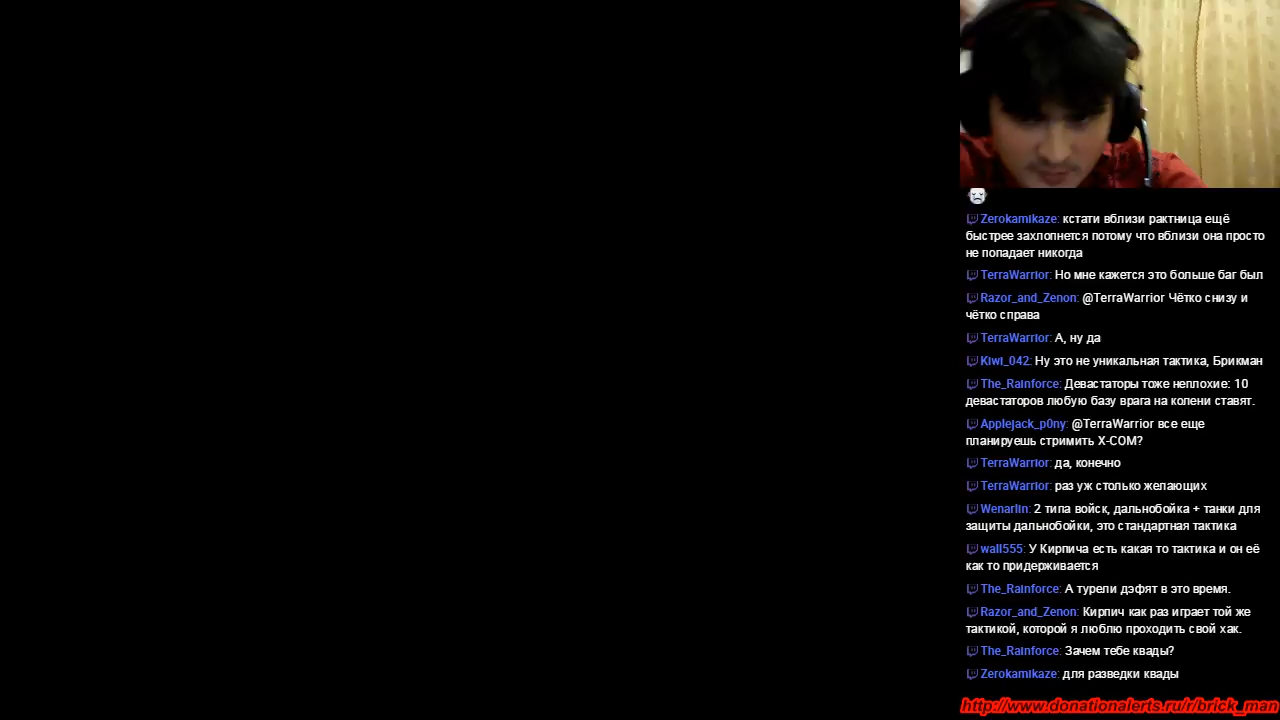 Zerokamikaze: кстати вблизи рактница ещё
быстрее захлопнется потому что вблизи она просто
не попадает никогда
TerraWarrior: Но мне кажется это больше баг был
Razor_and_Zenon: @TerraWarrior Чётко снизу и
чётко справа
TerraWarrior: А, ну да
Kiwi_042: Ну это не уникальная тактика, Брикман
The_Rainforce: Девастаторы тоже неплохие: 10
девастаторов любую базу врага на колени ставят.
Applejack_p0ny: @TerraWarrior все еще
планируешь стримить X-COM?
TerraWarrior: да, конечно
TerraWarrior: раз уж столько желающих
Wenarlin: 2 типа войск, дальнобойка + танки для
защиты дальнобойки, это стандартная тактика
wall555: У Кирпича есть какая то тактика и он её
как то придерживается
The_Rainforce: А турели дэфят в это время.
Razor_and_Zenon: Кирпич как раз играет той же
тактикой, которой я люблю проходить свой хак.
The_Rainforce: Зачем тебе квады?
Zerokamikaze: для разведки квады
http://www.donationalerts.ru/r/brick_man